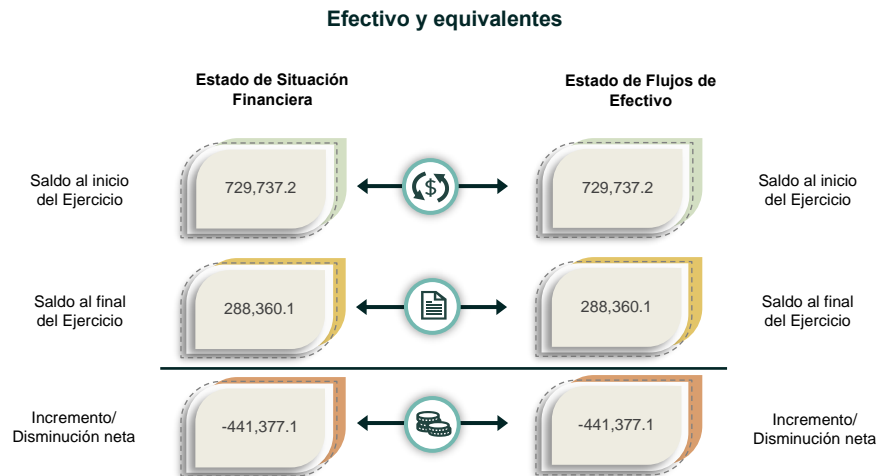 Efectivo y equivalentes
Estado de Situación
Financiera
Estado de Flujos de
Efectivo
Saldo al inicio
del Ejercicio
729,737.2
$
729,737.2
Saldo al inicio
del Ejercicio
Saldo al final
del Ejercicio
288,360.1
288,360.1
Saldo al final
del Ejercicio
Incremento/
Disminución neta
-441,377.1
-441,377.1
Incremento/
Disminución neta